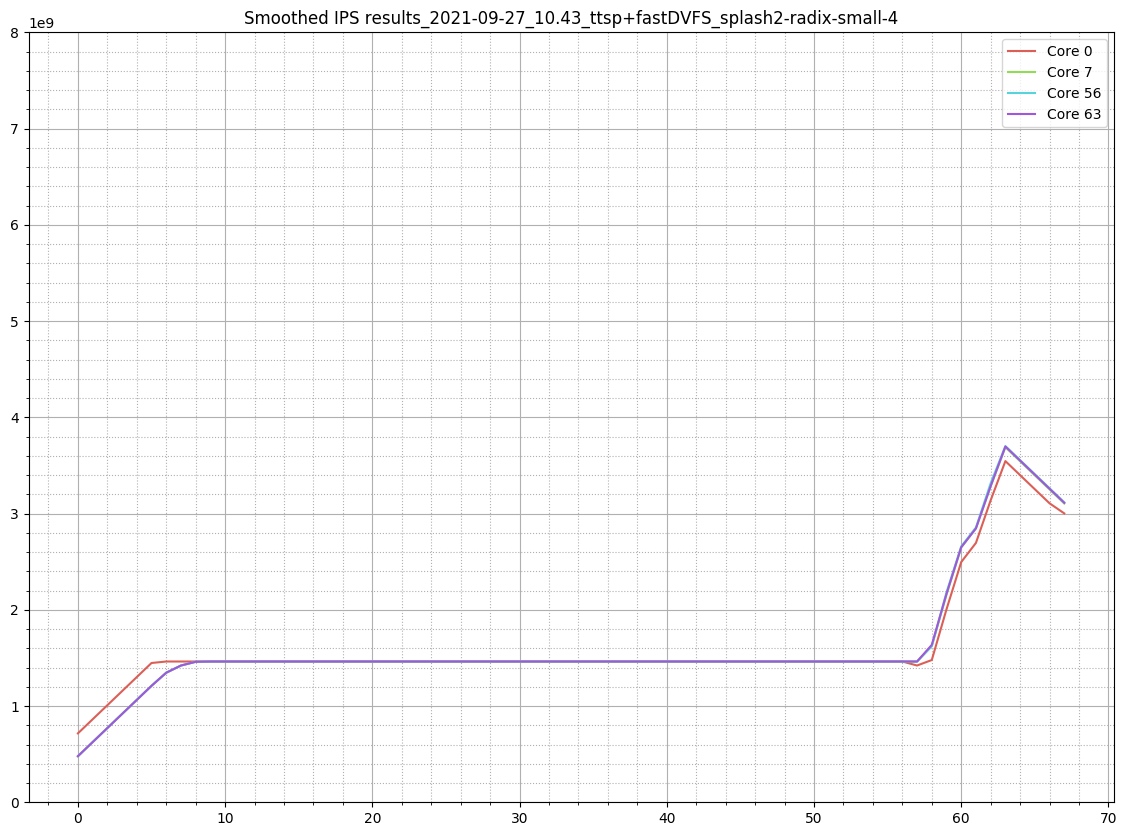 Smoothed IPS results_2021-09-27_10.43_ttsp+fastDVFS_splash2-radix-small-4
1e9
8
7
6
5
4
3
2
1
0
0 10 20 30 40 50 60 70
Core 0
Core 7
Core 56
Core 63